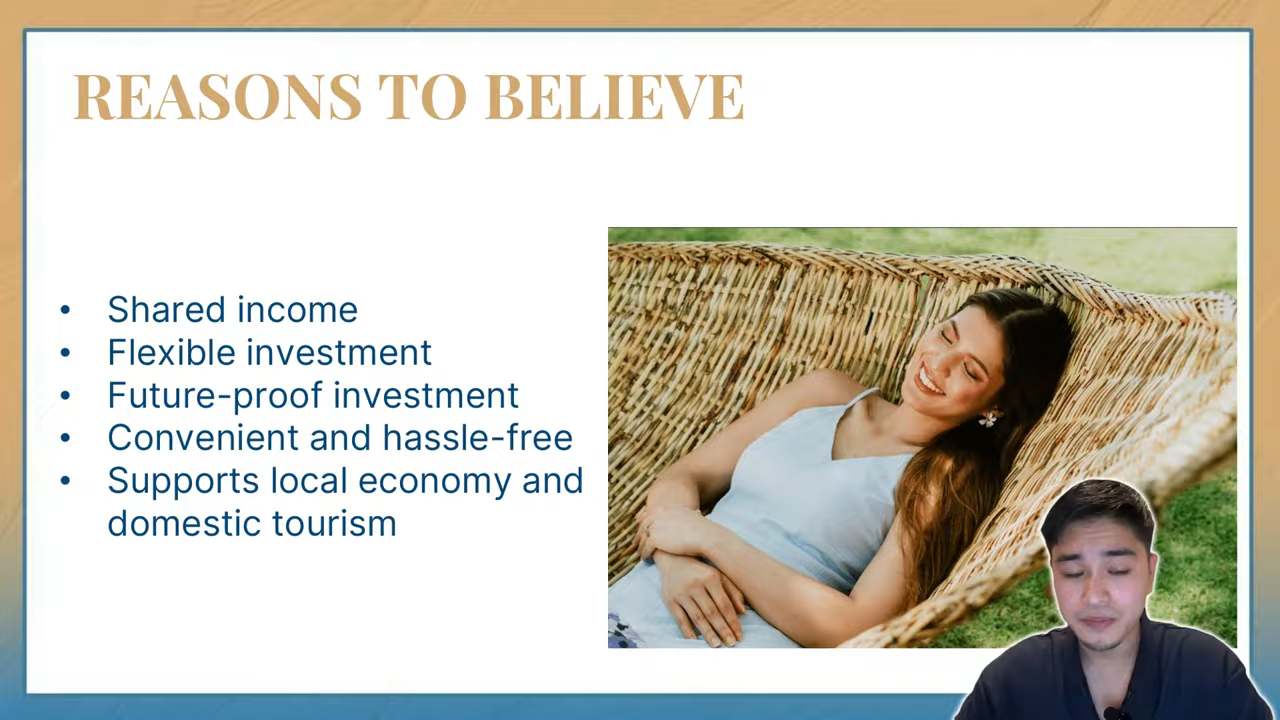 REASONS TO BELIEVE
• Shared income
• Flexible investment
• Future-proof investment
• Convenient and hassle-free
• Supports local economy and
domestic tourism